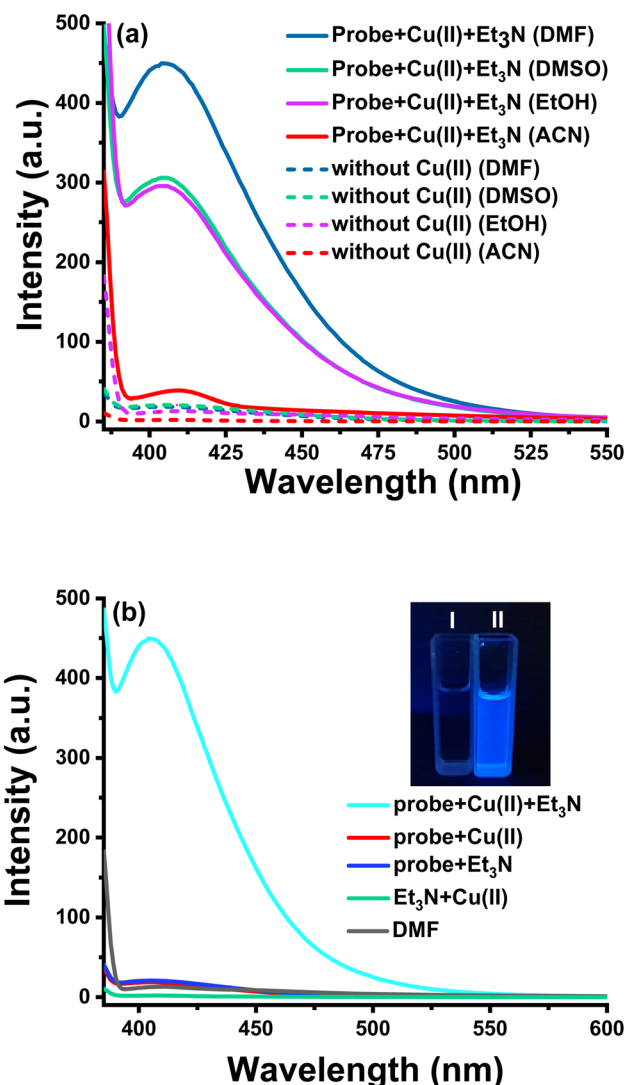 (a)
Probe+Cu(II)+Et₃N (DMF)
Probe+Cu(II)+Et₃N (DMSO)
Probe+Cu(II)+Et₃N (EtOH)
Probe+Cu(II)+Et₃N (ACN)
without Cu(II) (DMF)
without Cu(II) (DMSO)
without Cu(II) (EtOH)
without Cu(II) (ACN)
Intensity (a.u.)
500
400
300
200
100
0
400 425 450 475 500 525 550
Wavelength (nm)
(b)
I II
probe+Cu(II)+Et₃N
probe+Cu(II)
probe+Et₃N
Et₃N+Cu(II)
DMF
Intensity (a.u.)
500
400
300
200
100
0
400 450 500 550 600
Wavelength (nm)